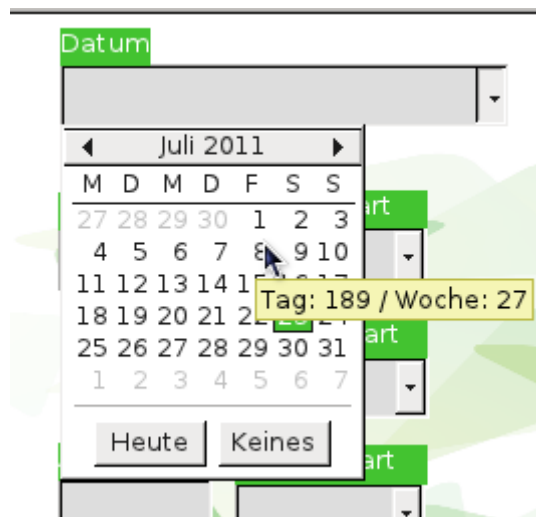 Datum
Juli 2011
M D M D F S S
27 28 29 30 1 2 3
art
4 5 6 7 8 9 10
11 12 13 14
Tag: 189 / Woche: 27
18 19 20 21 22 23 24
art
25 26 27 28 29 30 31
1 2 3 4 5 6 7
Heute Keines
art